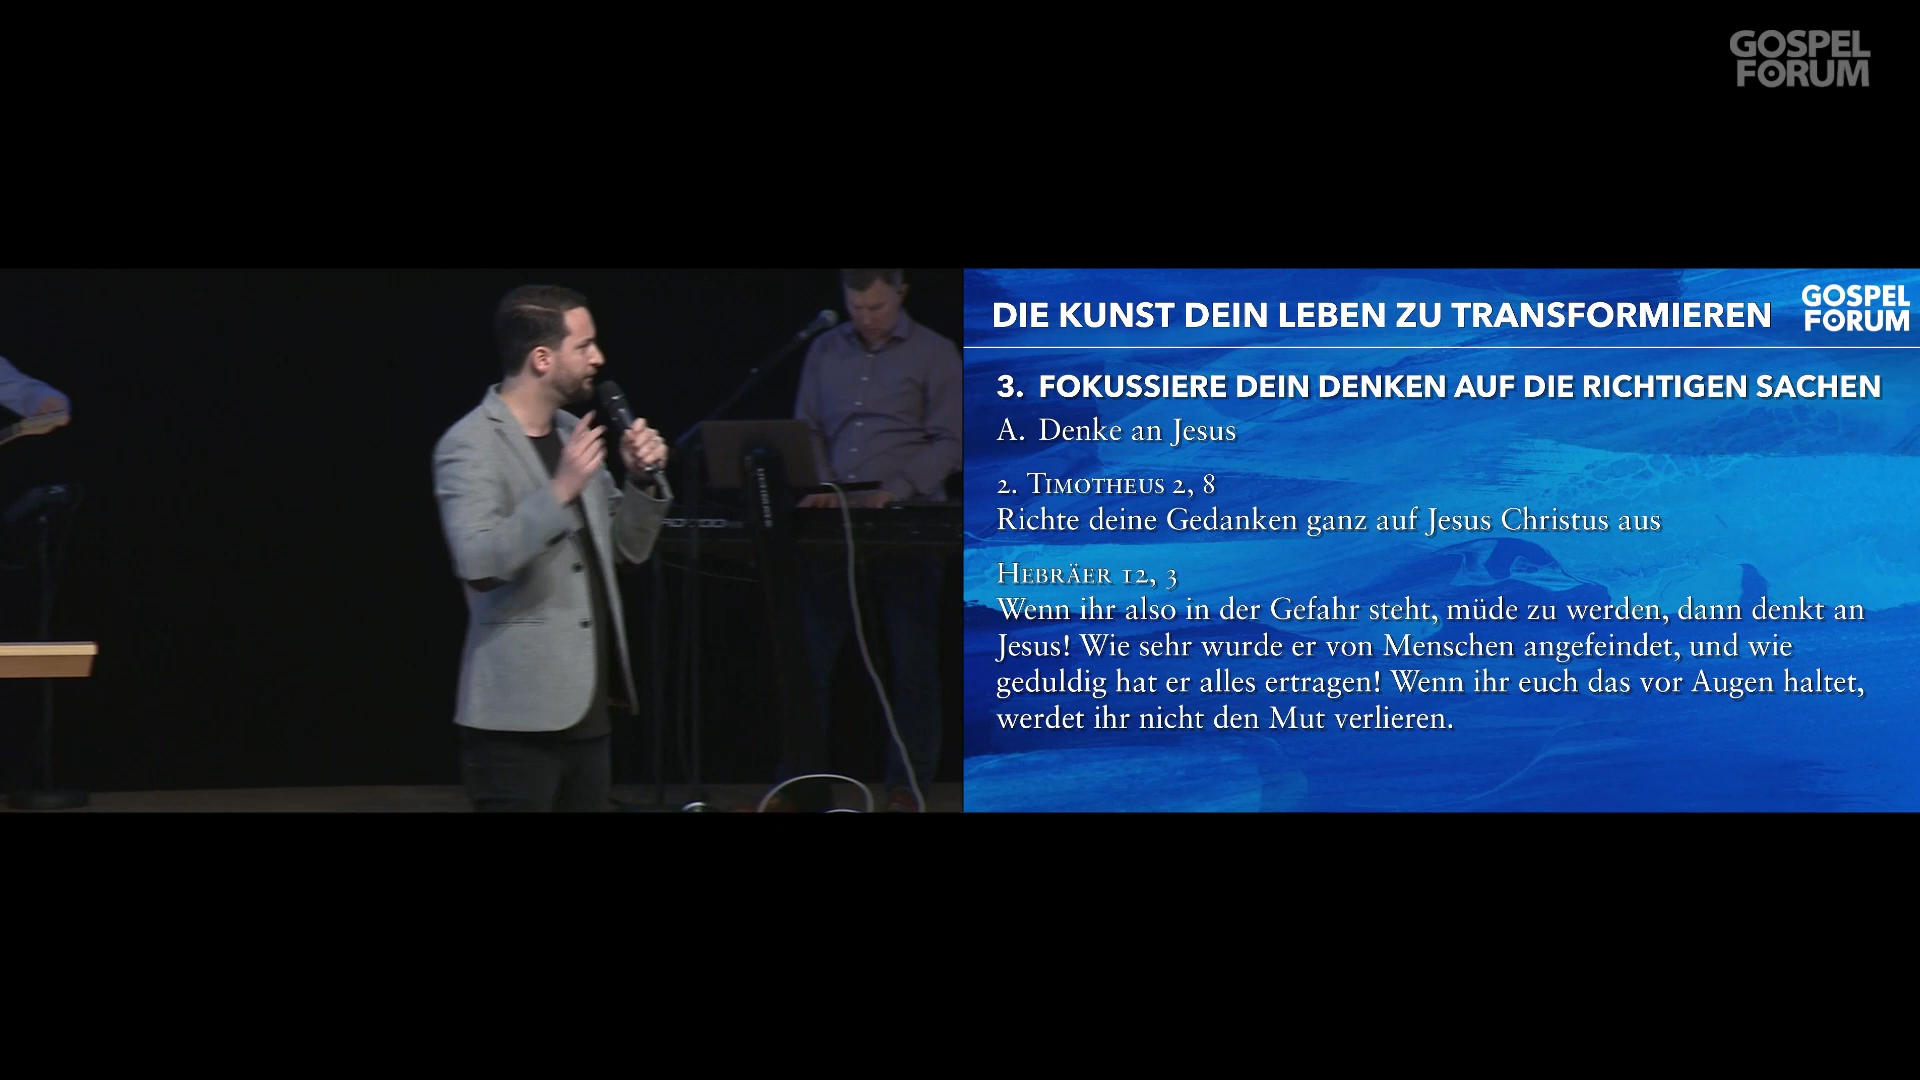 GOSPEL
FORUM
DIE KUNST DEIN LEBEN ZU TRANSFORMIEREN
GOSPEL
FORUM
3. FOKUSSIERE DEIN DENKEN AUF DIE RICHTIGEN SACHEN
A. Denke an Jesus
2. Timotheus 2, 8
Richte deine Gedanken ganz auf Jesus Christus aus
Hebräer 12, 3
Wenn ihr also in der Gefahr steht, müde zu werden, dann denkt an
Jesus! Wie sehr wurde er von Menschen angefeindet, und wie
geduldig hat er alles ertragen! Wenn ihr euch das vor Augen haltet,
werdet ihr nicht den Mut verlieren.